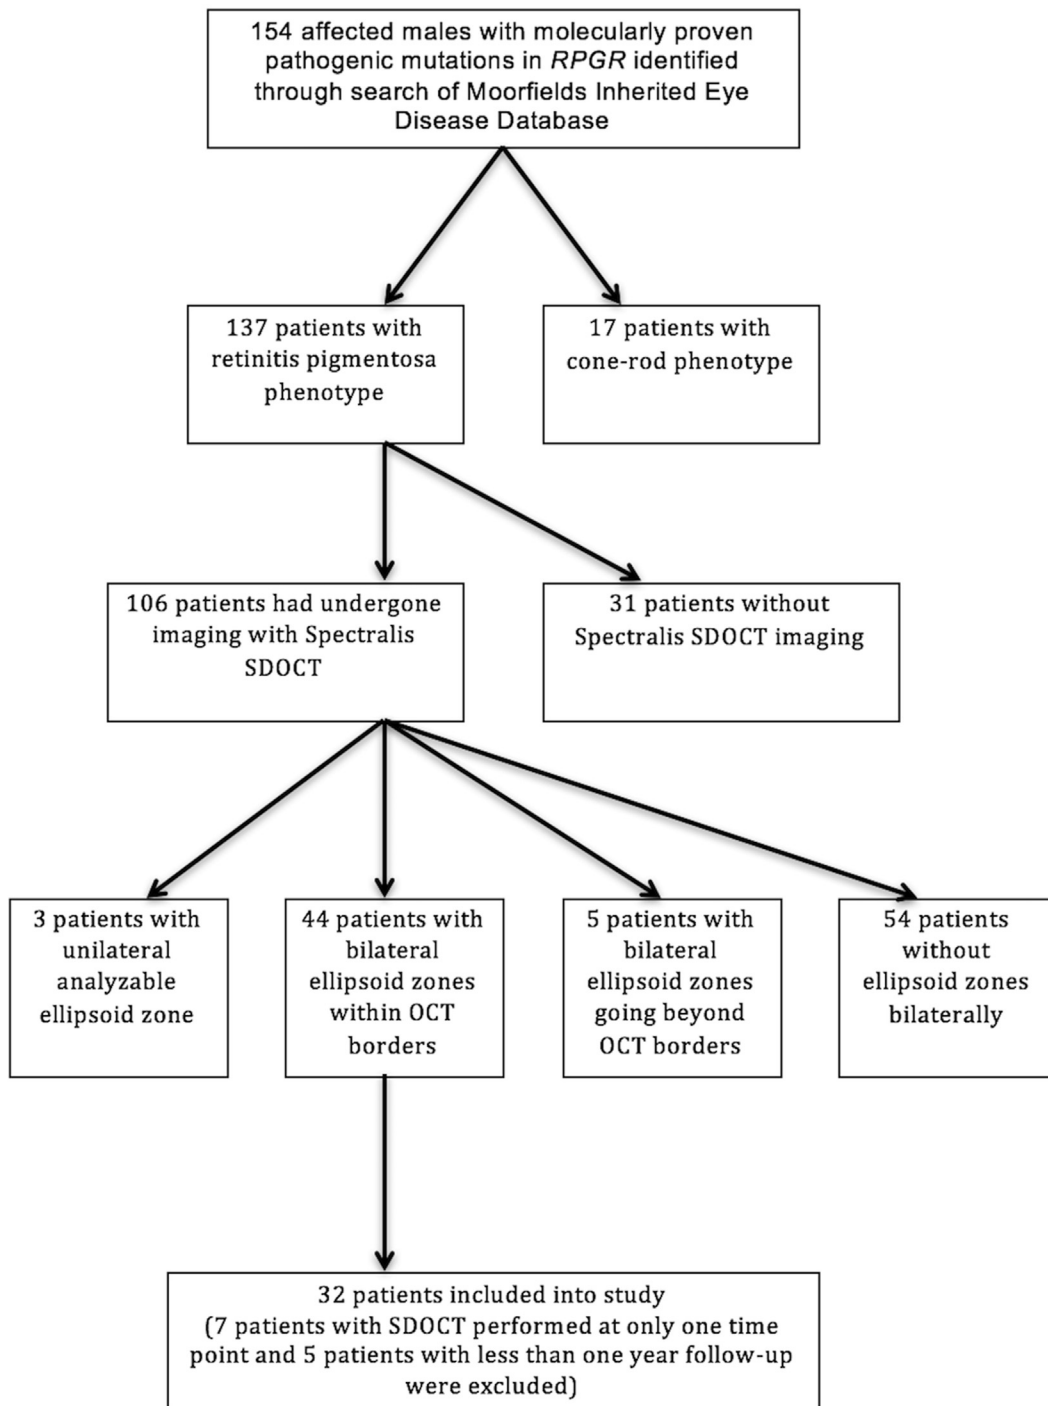 154 affected males with molecularly proven
pathogenic mutations in RPGR identified
through search of Moorfields Inherited Eye
Disease Database
137 patients with
retinitis pigmentosa
phenotype
17 patients with
cone-rod phenotype
106 patients had undergone
imaging with Spectralis
SDOCT
31 patients without
Spectralis SDOCT imaging
3 patients with
unilateral
analyzable
ellipsoid zone
44 patients with
bilateral
ellipsoid zones
within OCT
borders
5 patients with
bilateral
ellipsoid zones
going beyond
OCT borders
54 patients
without
ellipsoid zones
bilaterally
32 patients included into study
(7 patients with SDOCT performed at only one time
point and 5 patients with less than one year follow-up
were excluded)